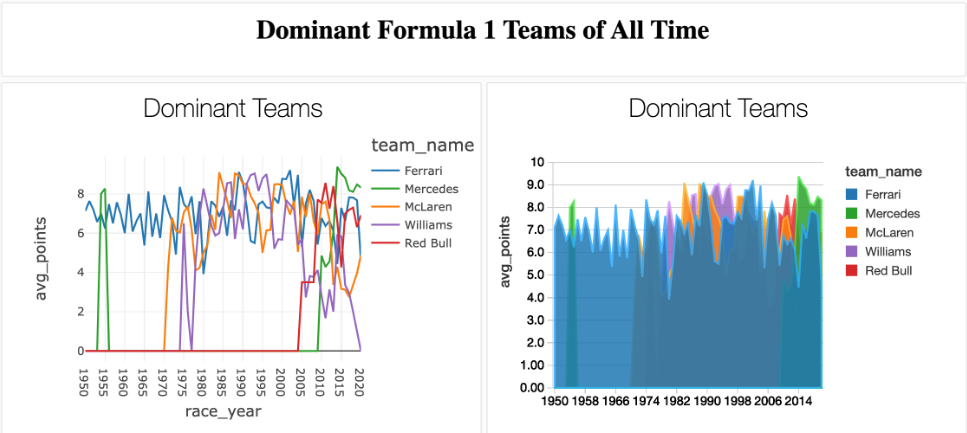 Dominant Formula 1 Teams of All Time
Dominant Teams
team_name
Ferrari
Mercedes
McLaren
Williams
Red Bull
avg_points
8
6
4
2
0
1950 1955 1960 1965 1970 1975 1980 1985 1990 1995 2000 2005 2010 2015 2020
race_year
Dominant Teams
team_name
Ferrari
Mercedes
McLaren
Williams
Red Bull
avg_points
10
9.0
8.0
7.0
6.0
5.0
4.0
3.0
2.0
1.00
0.00
1950 1958 1966 1974 1982 1990 1998 2006 2014